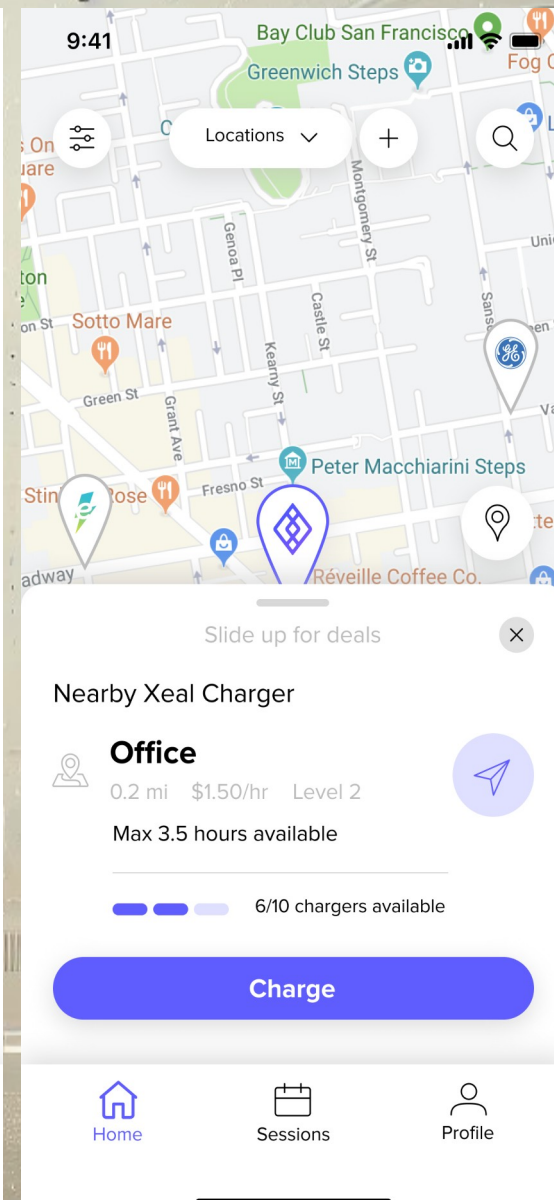 9:41
Bay Club San Francisco
Greenwich Steps
Fog
Locations
Montgomery St
Genoa Pl
Castle St
Kearny St
Sotto Mare
Green St
Grant Ave
GE
Peter Macchiarini Steps
Fresno St
Rose
Réveille Coffee Co.
Slide up for deals
Nearby Xeal Charger
Office
0.2 mi $1.50/hr Level 2
Max 3.5 hours available
6/10 chargers available
Charge
Home
Sessions
Profile